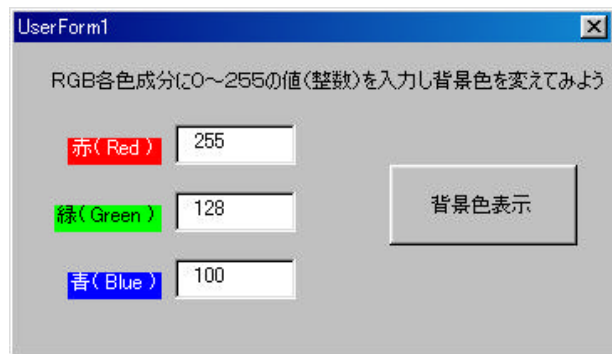 UserForm1
RGB各色成分に0～255の値(整数)を入力し背景色を変えてみよう
赤( Red )
255
緑( Green )
128
背景色表示
青( Blue )
100